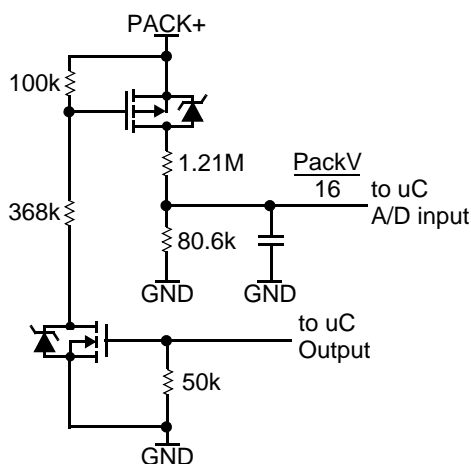 PACK+
100k
1.21M
PackV
16
to uC
A/D input
368k
80.6k
GND
GND
to uC
Output
50k
GND